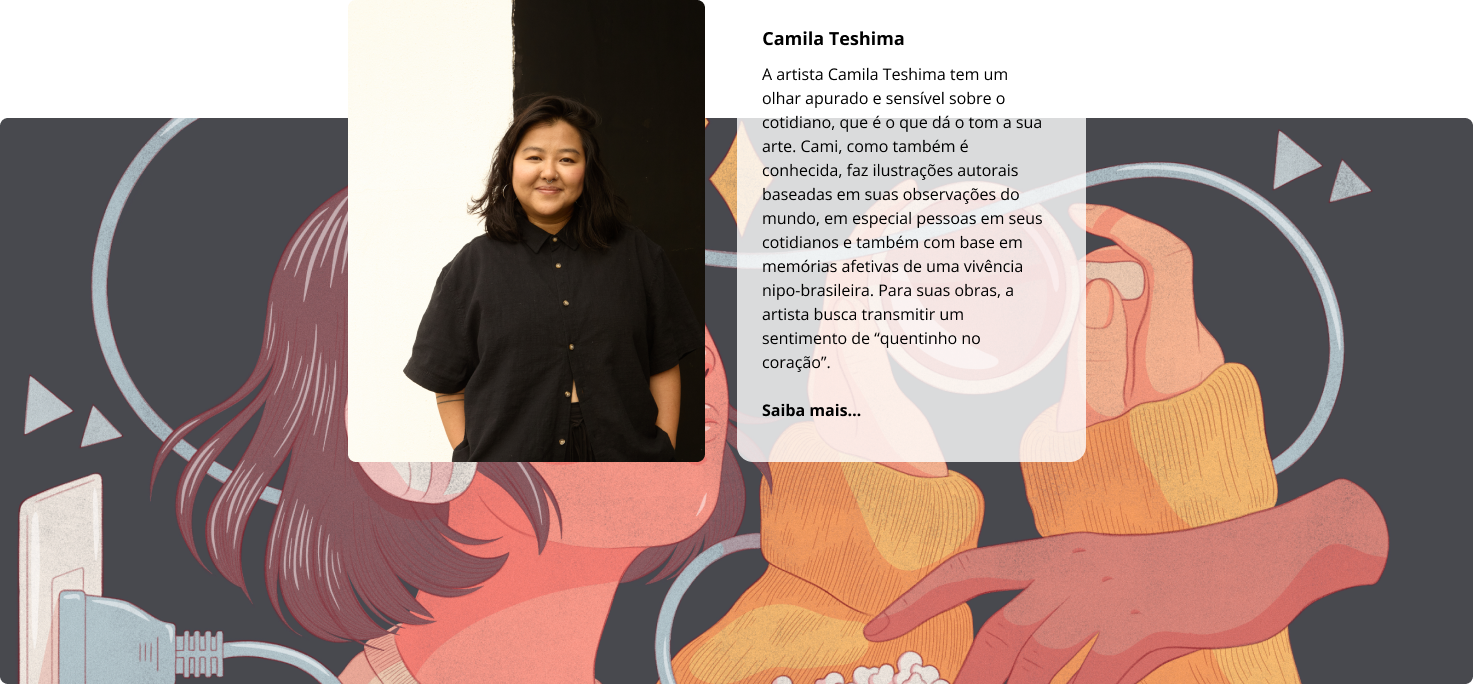 Camila Teshima
A artista Camila Teshima tem um
olhar apurado e sensível sobre o
cotidiano, que é o que dá o tom a sua
arte. Cami, como também é
conhecida, faz ilustrações autorais
baseadas em suas observações do
mundo, em especial pessoas em seus
cotidianos e também com base em
memórias afetivas de uma vivência
nipo-brasileira. Para suas obras, a
artista busca transmitir um
sentimento de “quentinho no
coração”.
Saiba mais...